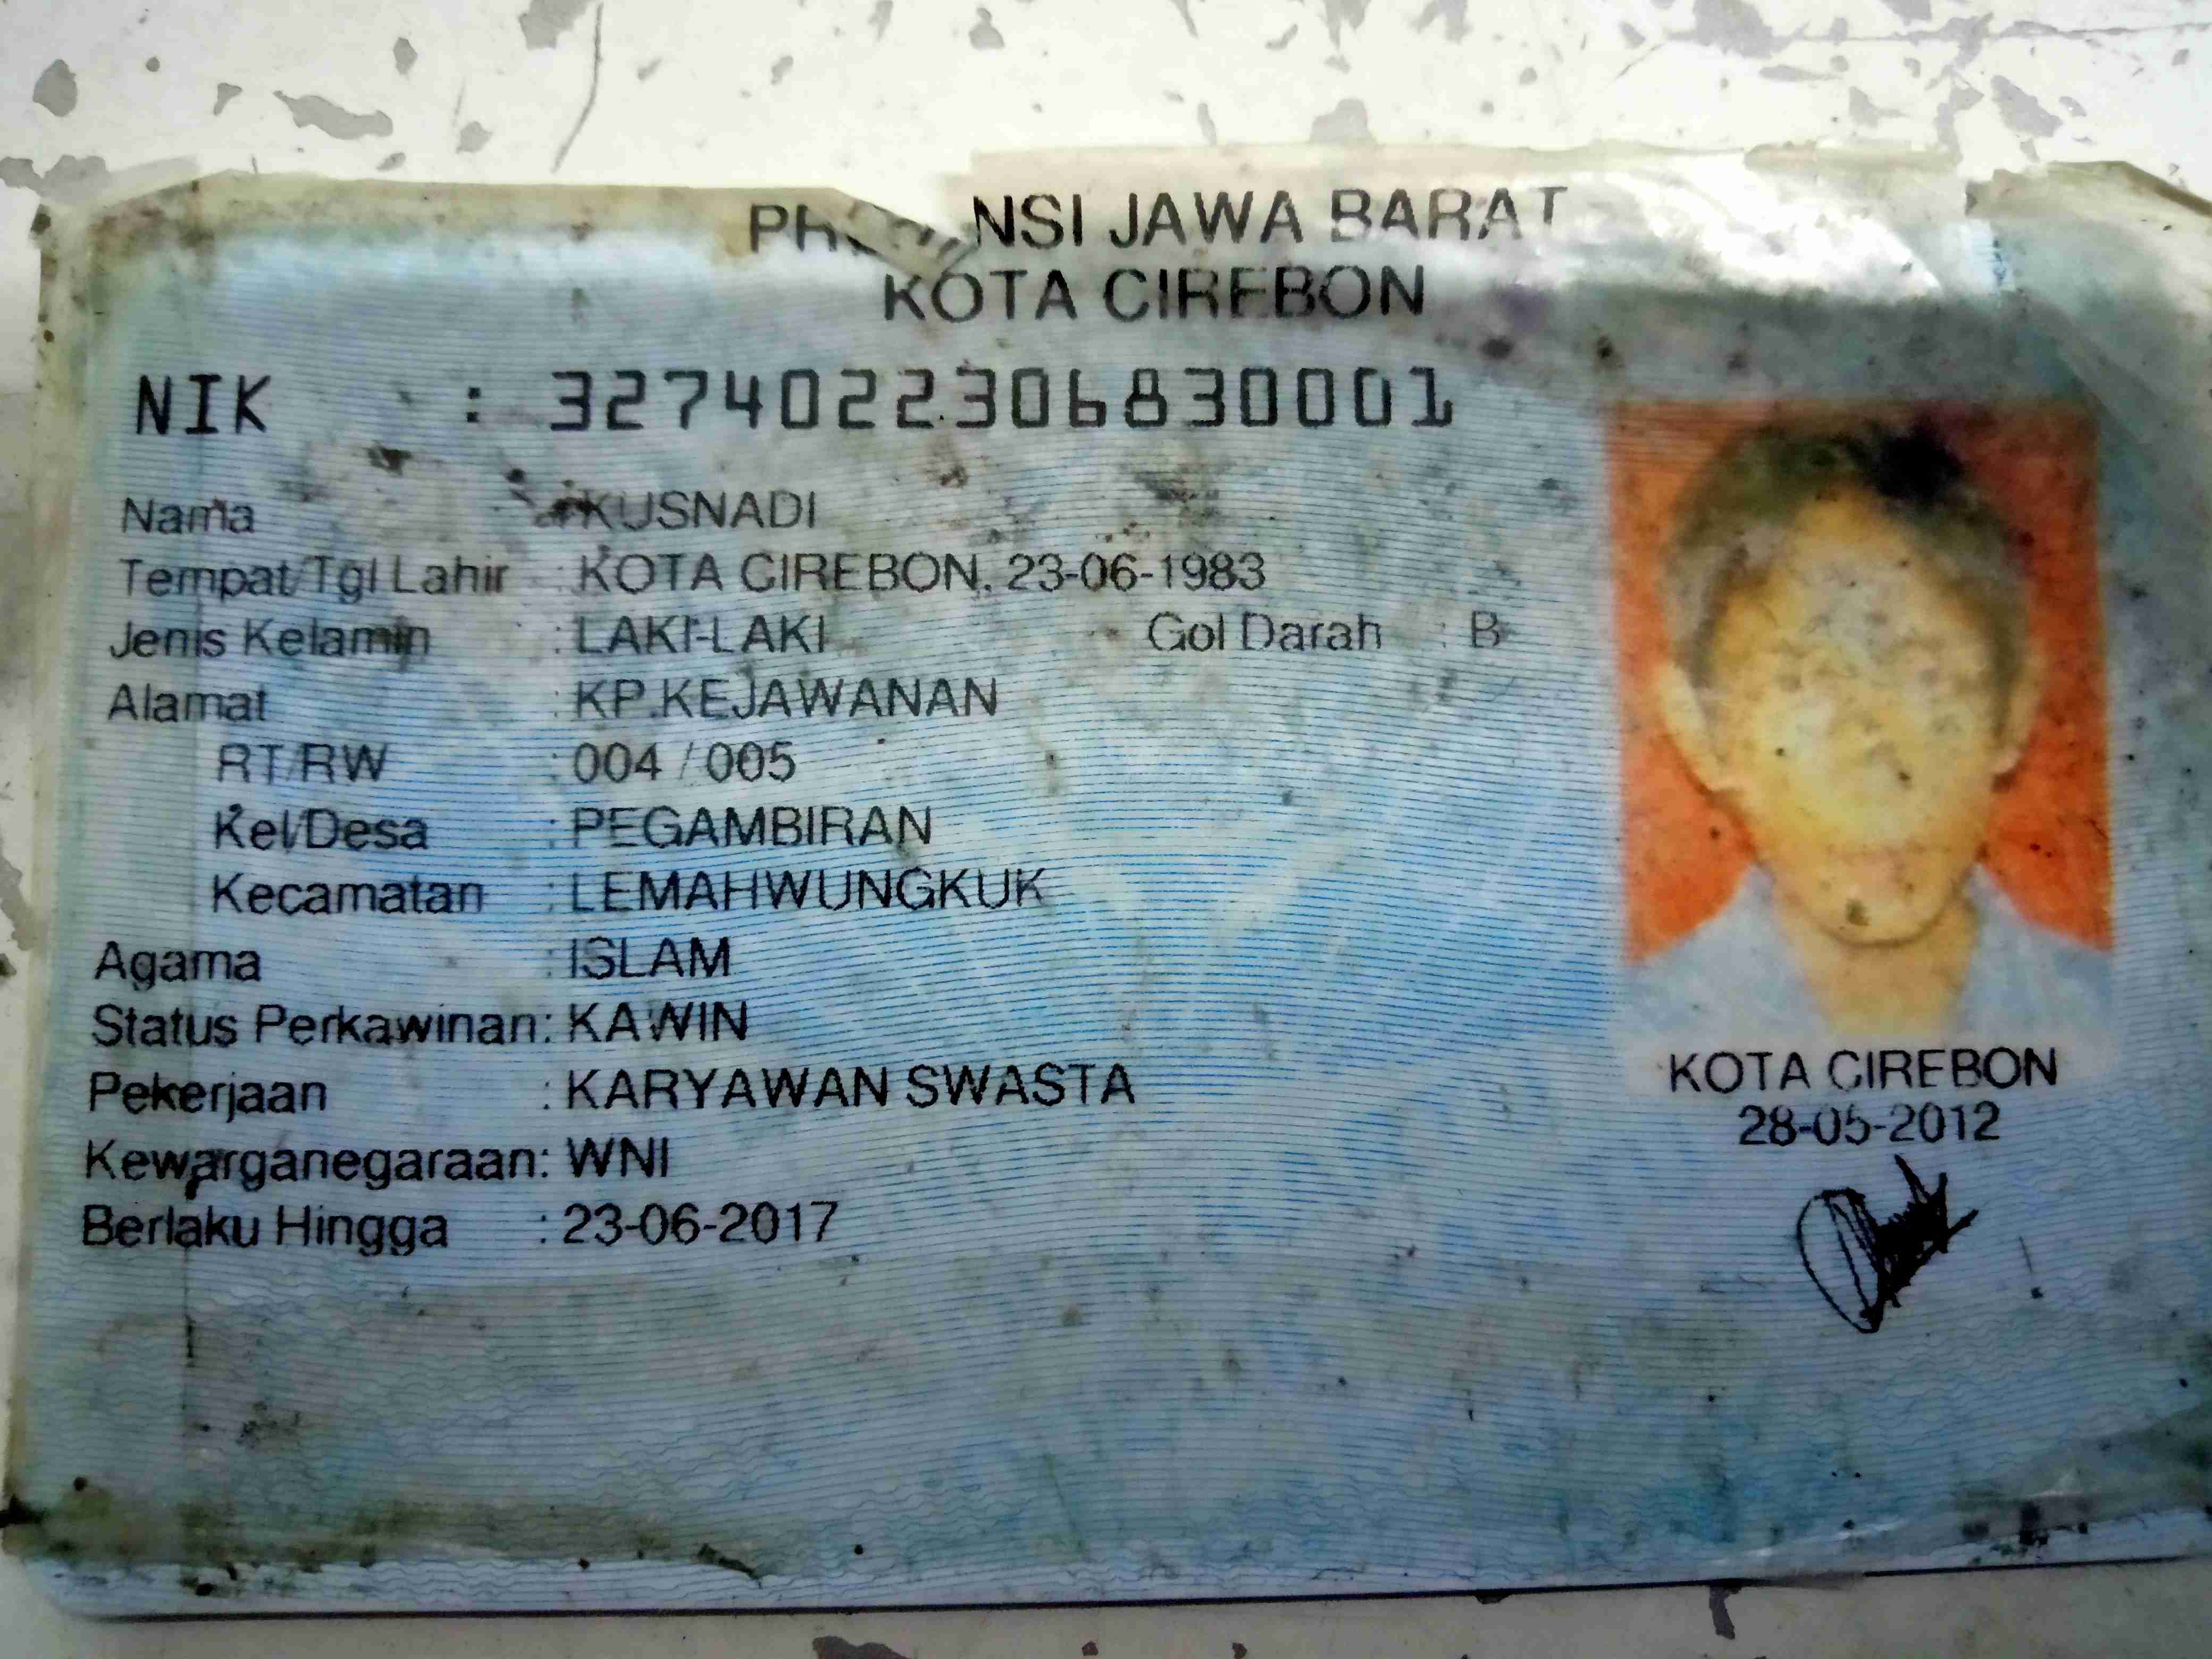 NSI JAWA BARAT
KOTA CIREBON
NIK : 3274022306830001
Nama : KUSNADI
Tempat/Tgl Lahir : KOTA CIREBON, 23-06-1983
Jenis Kelamin : LAKI-LAKI Gol Darah : B
Alamat : KP.KEJAWANAN
RT/RW : 004 / 005
Kel/Desa : PEGAMBIRAN
Kecamatan : LEMAHWUNGKUK
Agama : ISLAM
Status Perkawinan : KAWIN
Pekerjaan : KARYAWAN SWASTA
Kewarganegaraan : WNI
Berlaku Hingga : 23-06-2017
KOTA CIREBON
28-05-2012